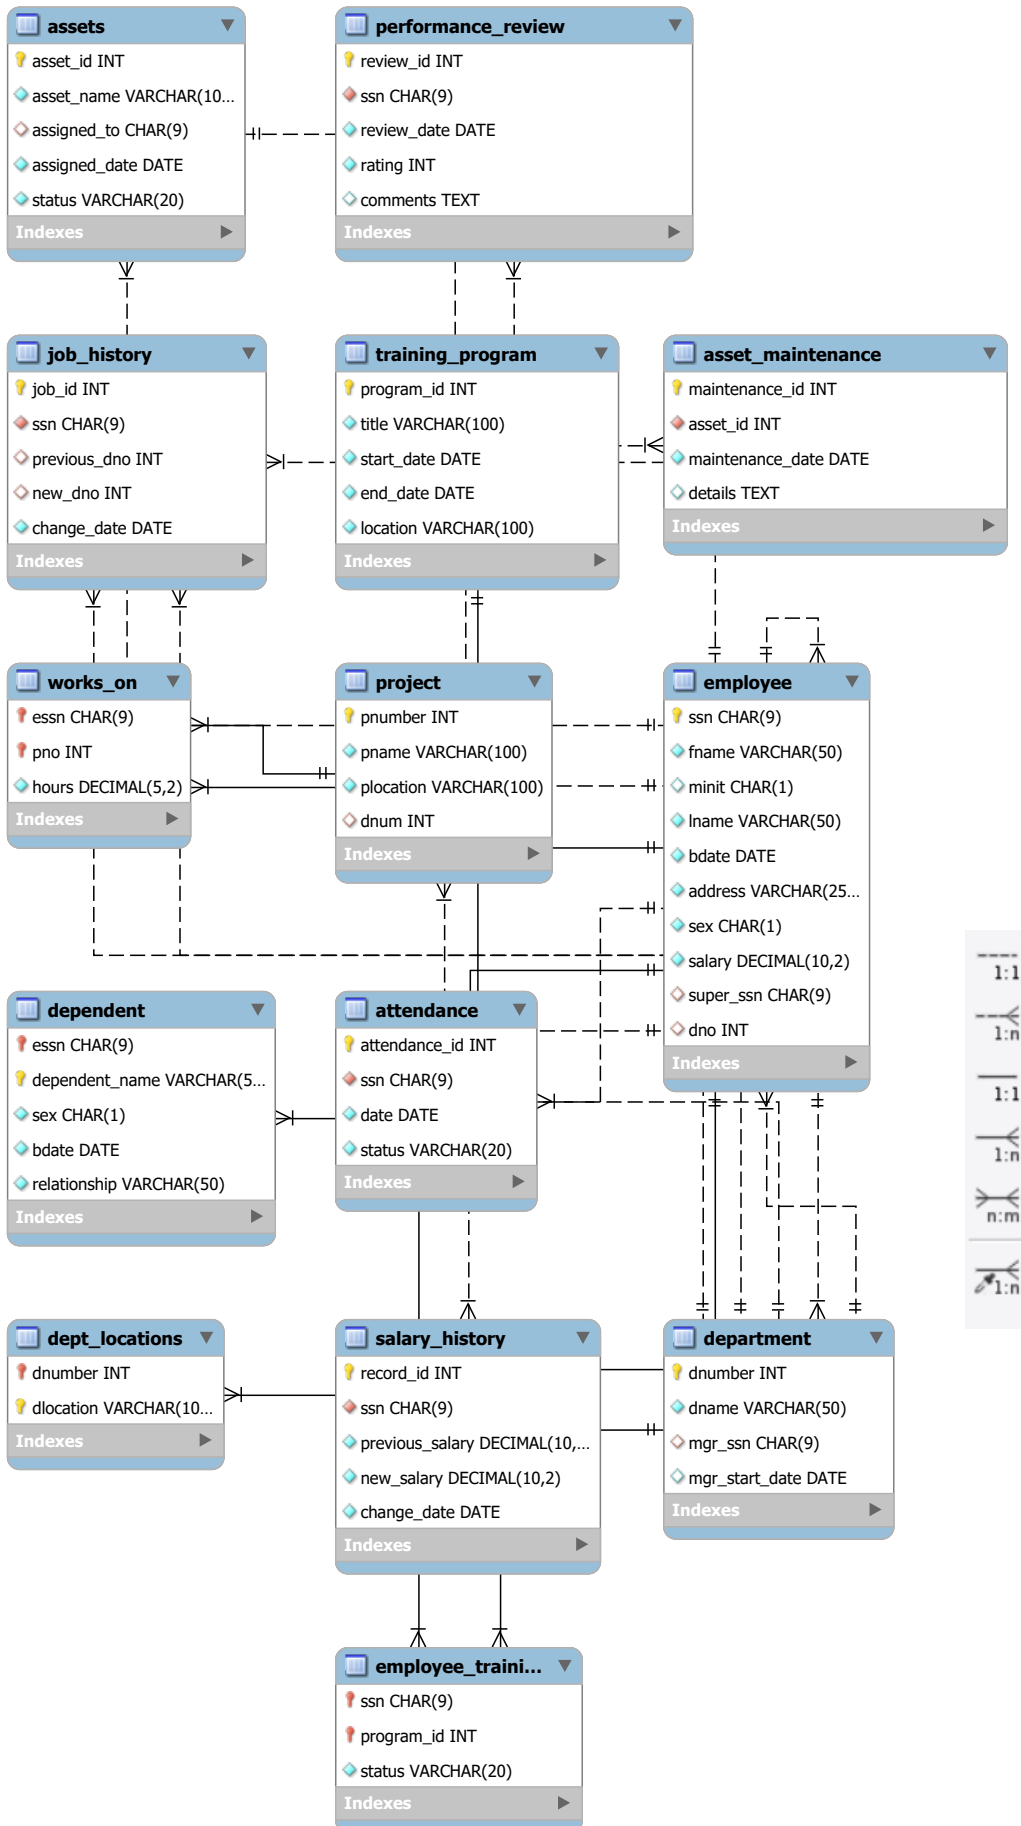 assets
asset_id INT
asset_name VARCHAR(10...
assigned_to CHAR(9)
assigned_date DATE
status VARCHAR(20)
Indexes
performance_review
review_id INT
ssn CHAR(9)
review_date DATE
rating INT
comments TEXT
Indexes
job_history
job_id INT
ssn CHAR(9)
previous_dno INT
new_dno INT
change_date DATE
Indexes
training_program
program_id INT
title VARCHAR(100)
start_date DATE
end_date DATE
location VARCHAR(100)
Indexes
asset_maintenance
maintenance_id INT
asset_id INT
maintenance_date DATE
details TEXT
Indexes
works_on
essn CHAR(9)
pno INT
hours DECIMAL(5,2)
Indexes
project
pnumber INT
pname VARCHAR(100)
plocation VARCHAR(100)
dnum INT
Indexes
employee
ssn CHAR(9)
fname VARCHAR(50)
minit CHAR(1)
lname VARCHAR(50)
bdate DATE
address VARCHAR(25...
sex CHAR(1)
salary DECIMAL(10,2)
super_ssn CHAR(9)
dno INT
Indexes
1:1
1:n
1:1
1:n
n:m
1:n
dependent
essn CHAR(9)
dependent_name VARCHAR(5...
sex CHAR(1)
bdate DATE
relationship VARCHAR(50)
Indexes
attendance
attendance_id INT
ssn CHAR(9)
date DATE
status VARCHAR(20)
Indexes
dept_locations
dnumber INT
dlocation VARCHAR(10...
Indexes
salary_history
record_id INT
ssn CHAR(9)
previous_salary DECIMAL(10,...
new_salary DECIMAL(10,2)
change_date DATE
Indexes
department
dnumber INT
dname VARCHAR(50)
mgr_ssn CHAR(9)
mgr_start_date DATE
Indexes
employee_traini...
ssn CHAR(9)
program_id INT
status VARCHAR(20)
Indexes